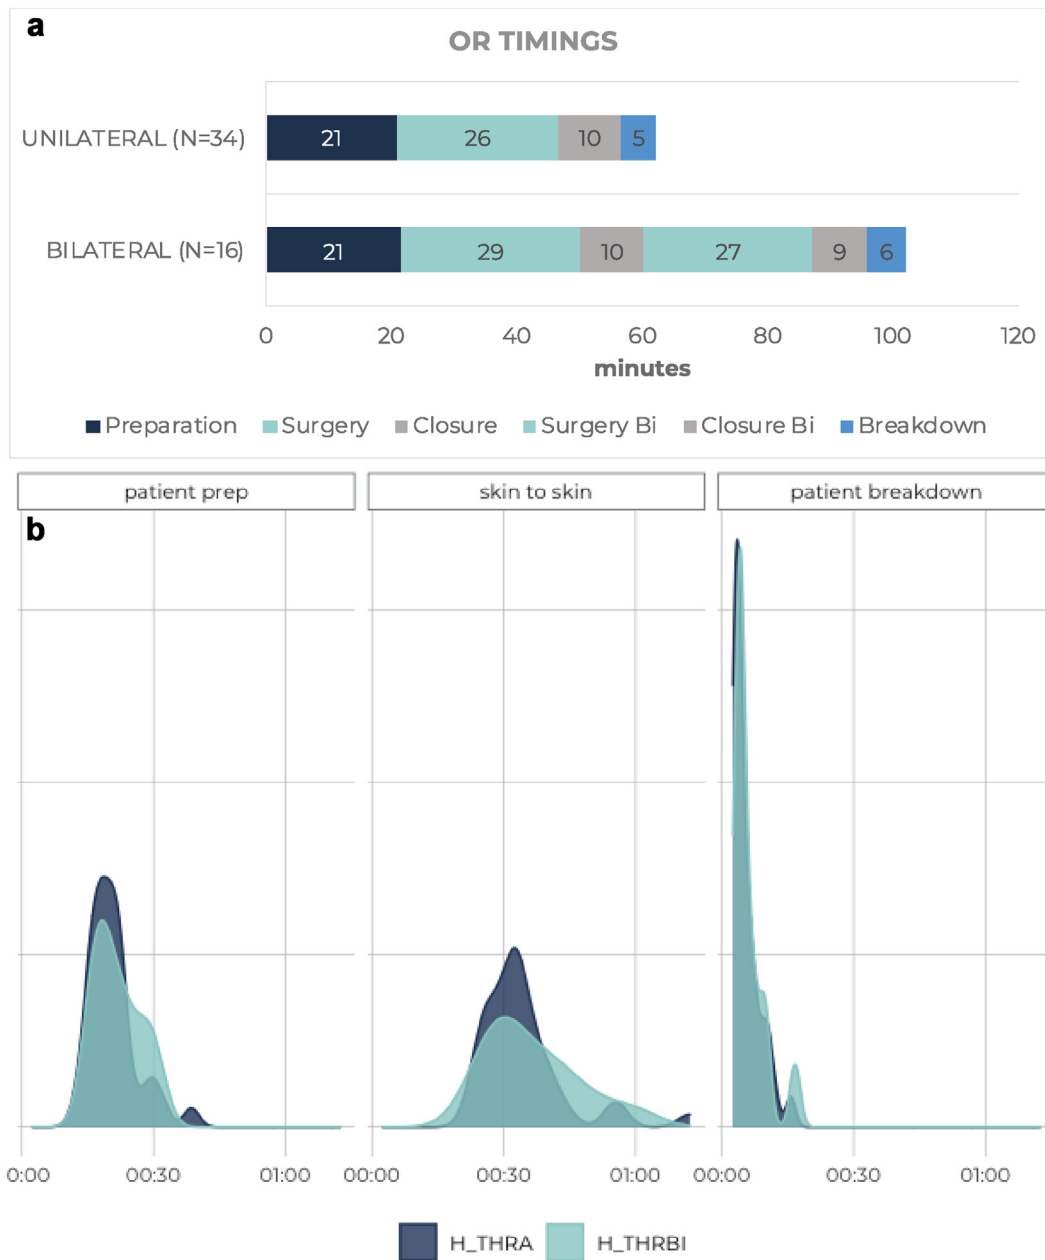 a
OR TIMINGS
UNILATERAL (N=34)
21 26 10 5
BILATERAL (N=16)
21 29 10 27 9 6
0 20 40 60 80 100 120
minutes
Preparation Surgery Closure Surgery Bi Closure Bi Breakdown
patient prep skin to skin patient breakdown
b
0:00 00:30 01:00 00:00 00:30 01:00 00:00 00:30 01:00
H_THRA H_THRBI